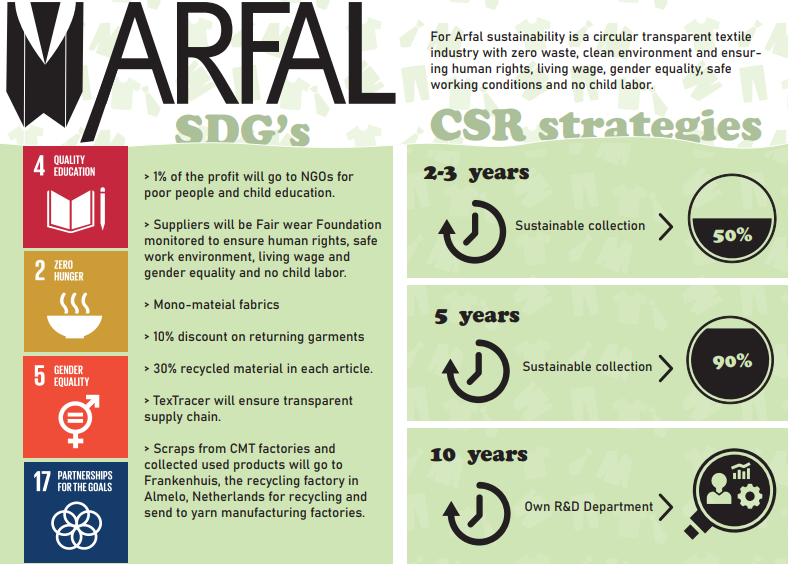 ARFAL
For Arfal sustainability is a circular transparent textile
industry with zero waste, clean environment and ensur-
ing human rights, living wage, gender equality, safe
working conditions and no child labor.
SDG's
4 QUALITY
EDUCATION
2 ZERO
HUNGER
5 GENDER
EQUALITY
17 PARTNERSHIPS
FOR THE GOALS
> 1% of the profit will go to NGOs for
poor people and child education.
> Suppliers will be Fair wear Foundation
monitored to ensure human rights, safe
work environment, living wage and
gender equality and no child labor.
> Mono-mateial fabrics
> 10% discount on returning garments
> 30% recycled material in each article.
> TexTracer will ensure transparent
supply chain.
> Scraps from CMT factories and
collected used products will go to
Frankenhuis, the recycling factory in
Almelo, Netherlands for recycling and
send to yarn manufacturing factories.
CSR strategies
2-3 years
Sustainable collection
50%
5 years
Sustainable collection
90%
10 years
Own R&D Department